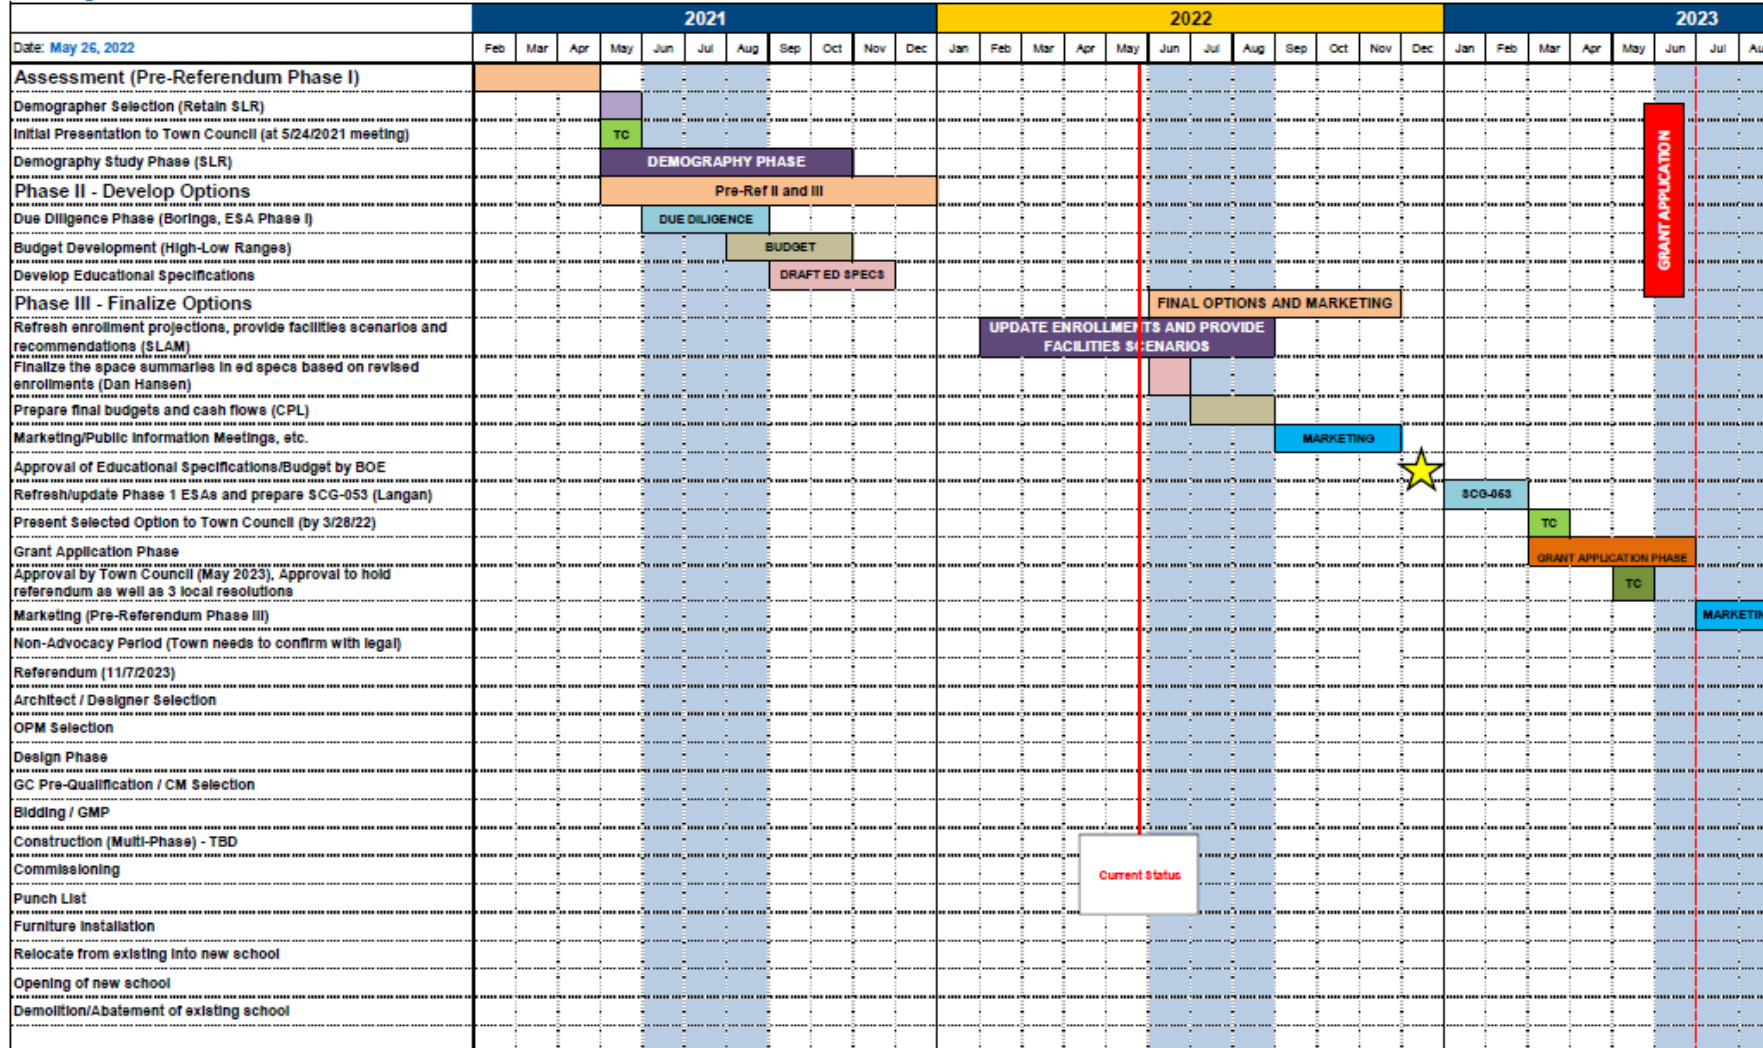 2021 2022 2023
Date: May 26, 2022 Feb Mar Apr May Jun Jul Aug Sep Oct Nov Dec Jan Feb Mar Apr May Jun Jul Aug Sep Oct Nov Dec Jan Feb Mar Apr May Jun Jul Au
Assessment (Pre-Referendum Phase I)
Demographer Selection (Retain SLR)
Initial Presentation to Town Council (at 5/24/2021 meeting) TC
Demography Study Phase (SLR) DEMOGRAPHY PHASE
Phase II - Develop Options Pre-Ref II and III
Due Diligence Phase (Borings, ESA Phase I) DUE DILIGENCE
Budget Development (High-Low Ranges) BUDGET
Develop Educational Specifications DRAFT ED SPECS
GRANT APPLICATION
Phase III - Finalize Options FINAL OPTIONS AND MARKETING
Refresh enrollment projections, provide facilities scenarios and
recommendations (SLAM)
UPDATE ENROLLMENTS AND PROVIDE
FACILITIES SCENARIOS
Finalize the space summaries in ed specs based on revised
enrollments (Dan Hansen)
Prepare final budgets and cash flows (CPL)
Marketing/Public Information Meetings, etc. MARKETING
Approval of Educational Specifications/Budget by BOE
Refresh/update Phase 1 ESAs and prepare SCG-053 (Langan) SCG-053
Present Selected Option to Town Council (by 3/28/22) TC
Grant Application Phase GRANT APPLICATION PHASE
Approval by Town Council (May 2023), Approval to hold
referendum as well as 3 local resolutions TC
Marketing (Pre-Referendum Phase III) MARKETIN
Non-Advocacy Period (Town needs to confirm with legal)
Referendum (11/7/2023)
Architect / Designer Selection
OPM Selection
Design Phase
GC Pre-Qualification / CM Selection
Bidding / GMP
Construction (Multi-Phase) - TBD
Commissioning Current Status
Punch List
Furniture Installation
Relocate from existing into new school
Opening of new school
Demolition/Abatement of existing school